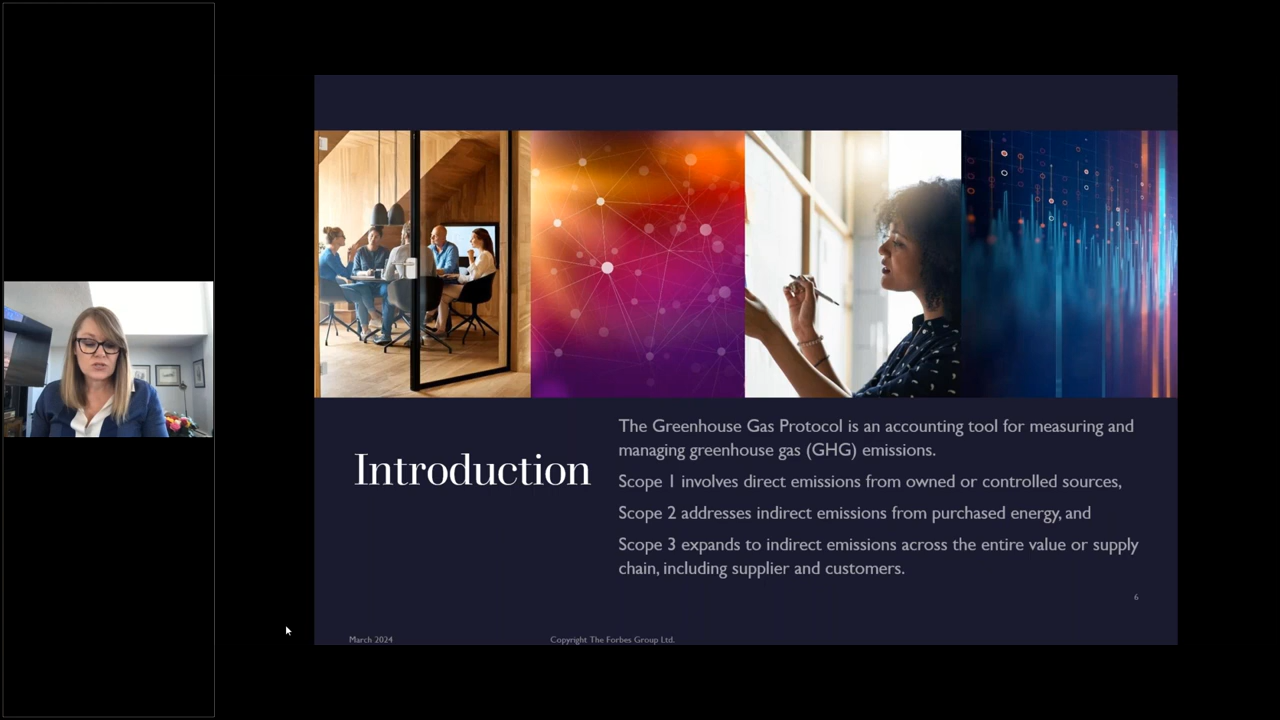 Introduction
The Greenhouse Gas Protocol is an accounting tool for measuring and
managing greenhouse gas (GHG) emissions.
Scope 1 involves direct emissions from owned or controlled sources,
Scope 2 addresses indirect emissions from purchased energy, and
Scope 3 expands to indirect emissions across the entire value or supply
chain, including supplier and customers.
6
March 2024
Copyright The Forbes Group Ltd.